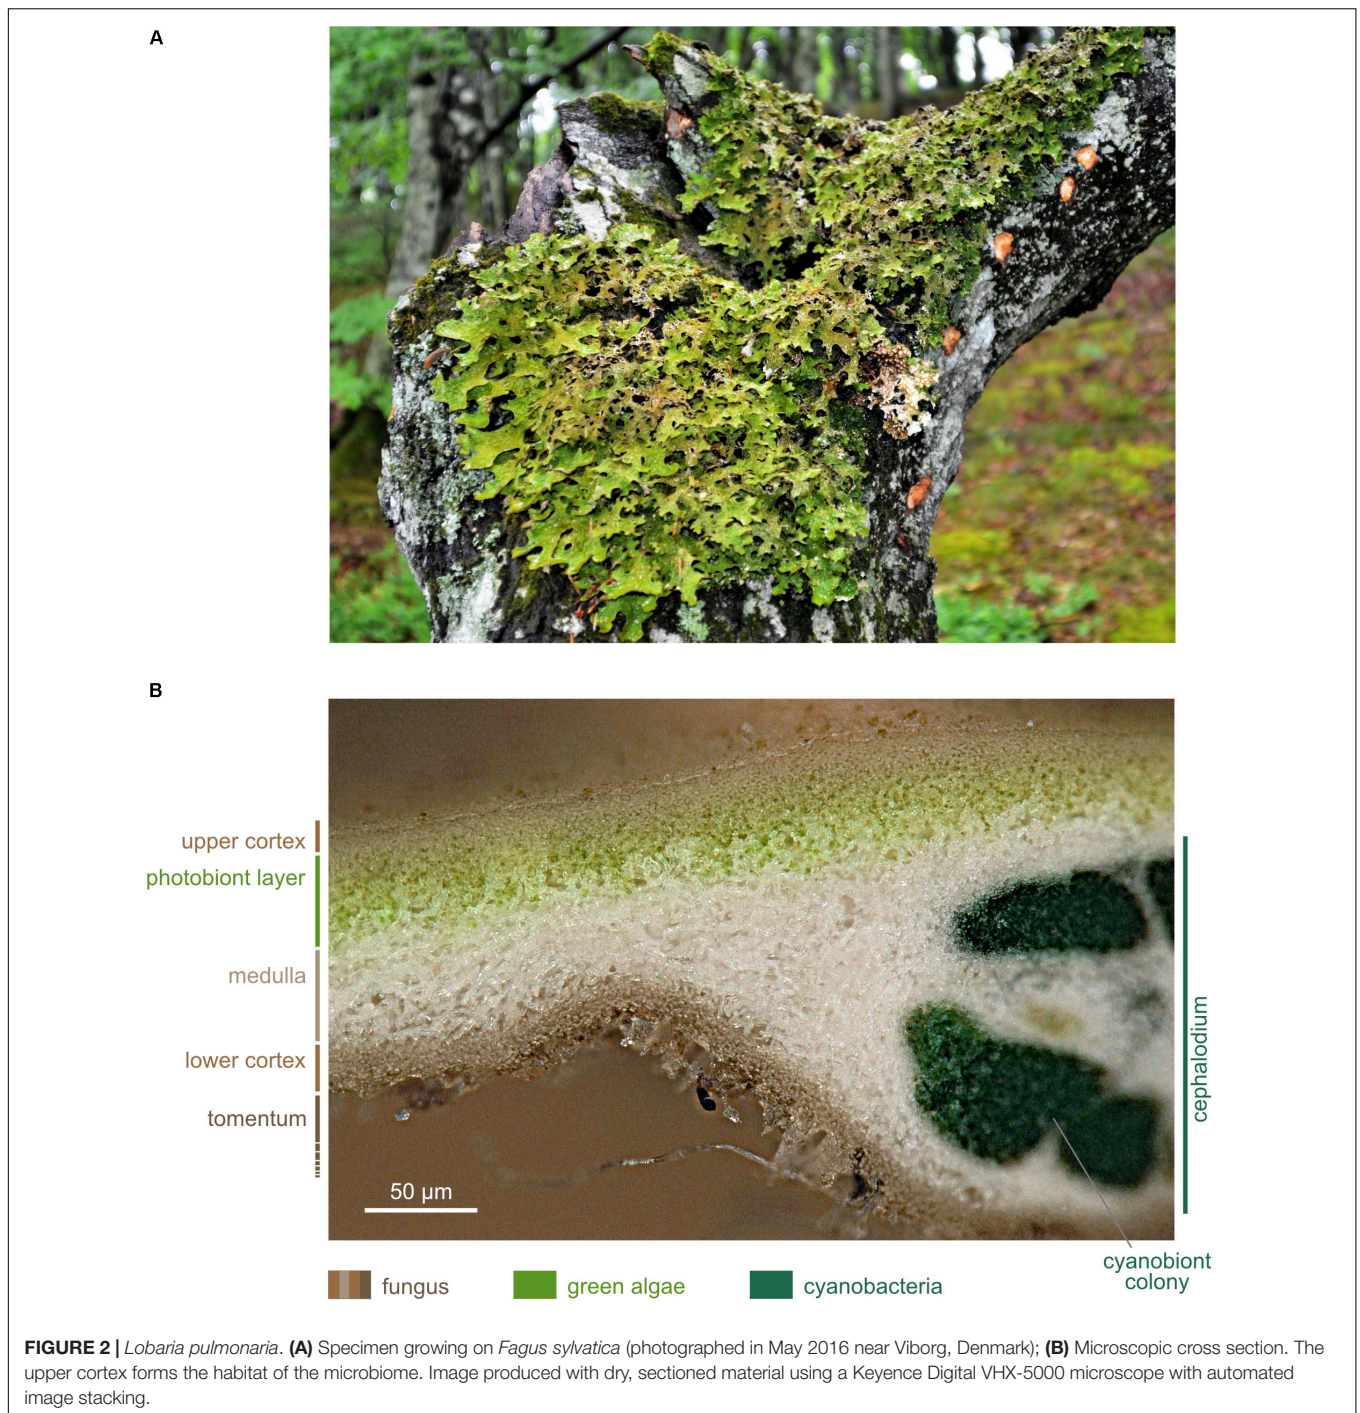 A
B
upper cortex
photobiont layer
medulla
lower cortex
tomentum
cephalodium
50 µm
cyanobiont
colony
fungus
green algae
cyanobacteria
FIGURE 2 | Lobaria pulmonaria. (A) Specimen growing on Fagus sylvatica (photographed in May 2016 near Viborg, Denmark); (B) Microscopic cross section. The
upper cortex forms the habitat of the microbiome. Image produced with dry, sectioned material using a Keyence Digital VHX-5000 microscope with automated
image stacking.